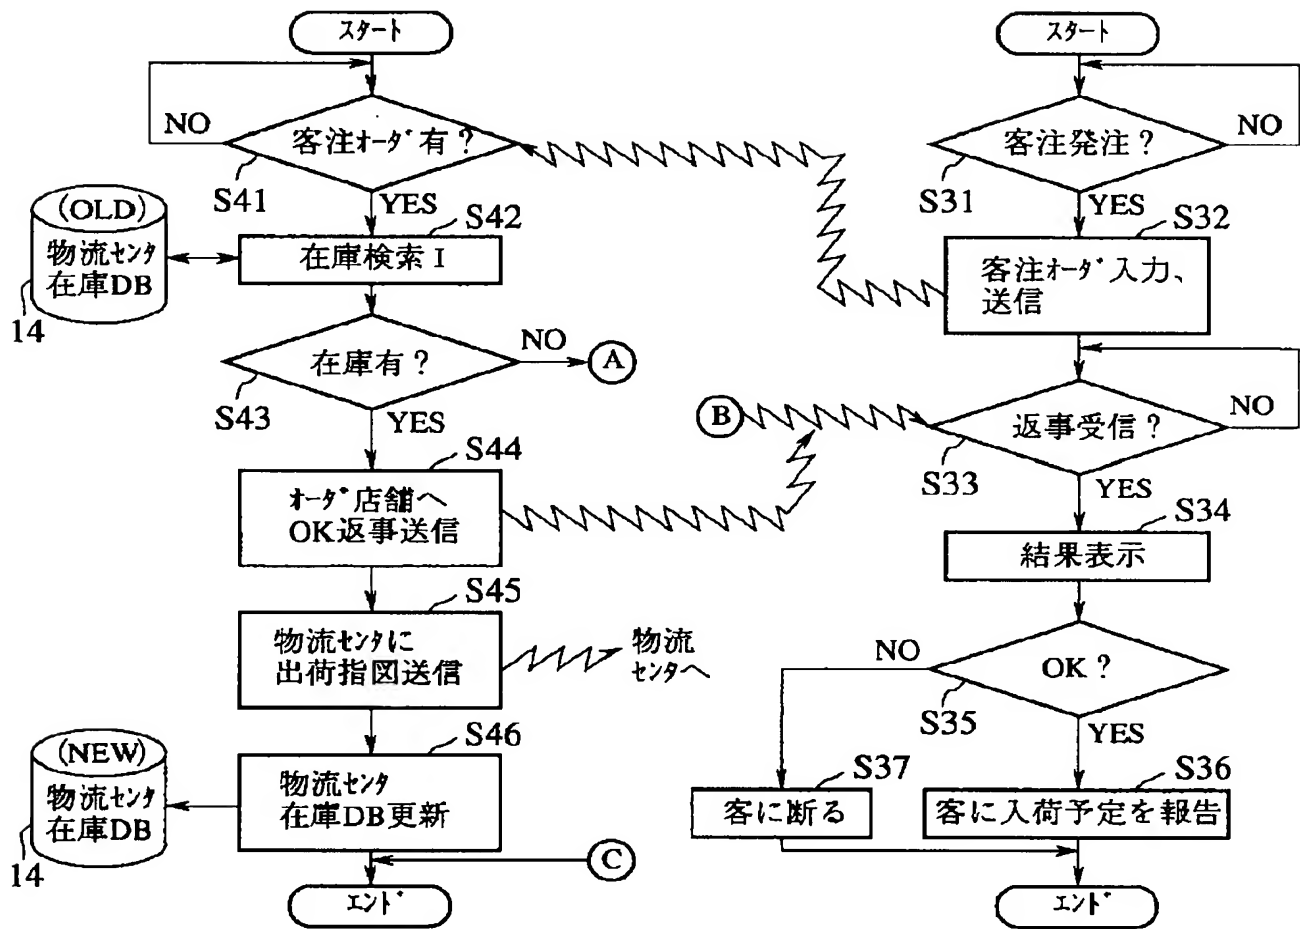 スタート
NO
客注オーダ有?
S41
YES
S42
(OLD)
物流センタ
在庫DB
14
在庫検索 I
在庫有?
NO
A
S43
YES
S44
オーダ店舗へ
OK返事送信
S45
物流センタに
出荷指図送信
物流
センタへ
S46
(NEW)
物流センタ
在庫DB
14
物流センタ
在庫DB更新
C
エンド
スタート
客注発注?
NO
S31
YES
S32
客注オーダ入力、
送信
B
返事受信?
NO
S33
YES
S34
結果表示
NO
OK?
S35
YES
S37
客に断る
S36
客に入荷予定を報告
エンド